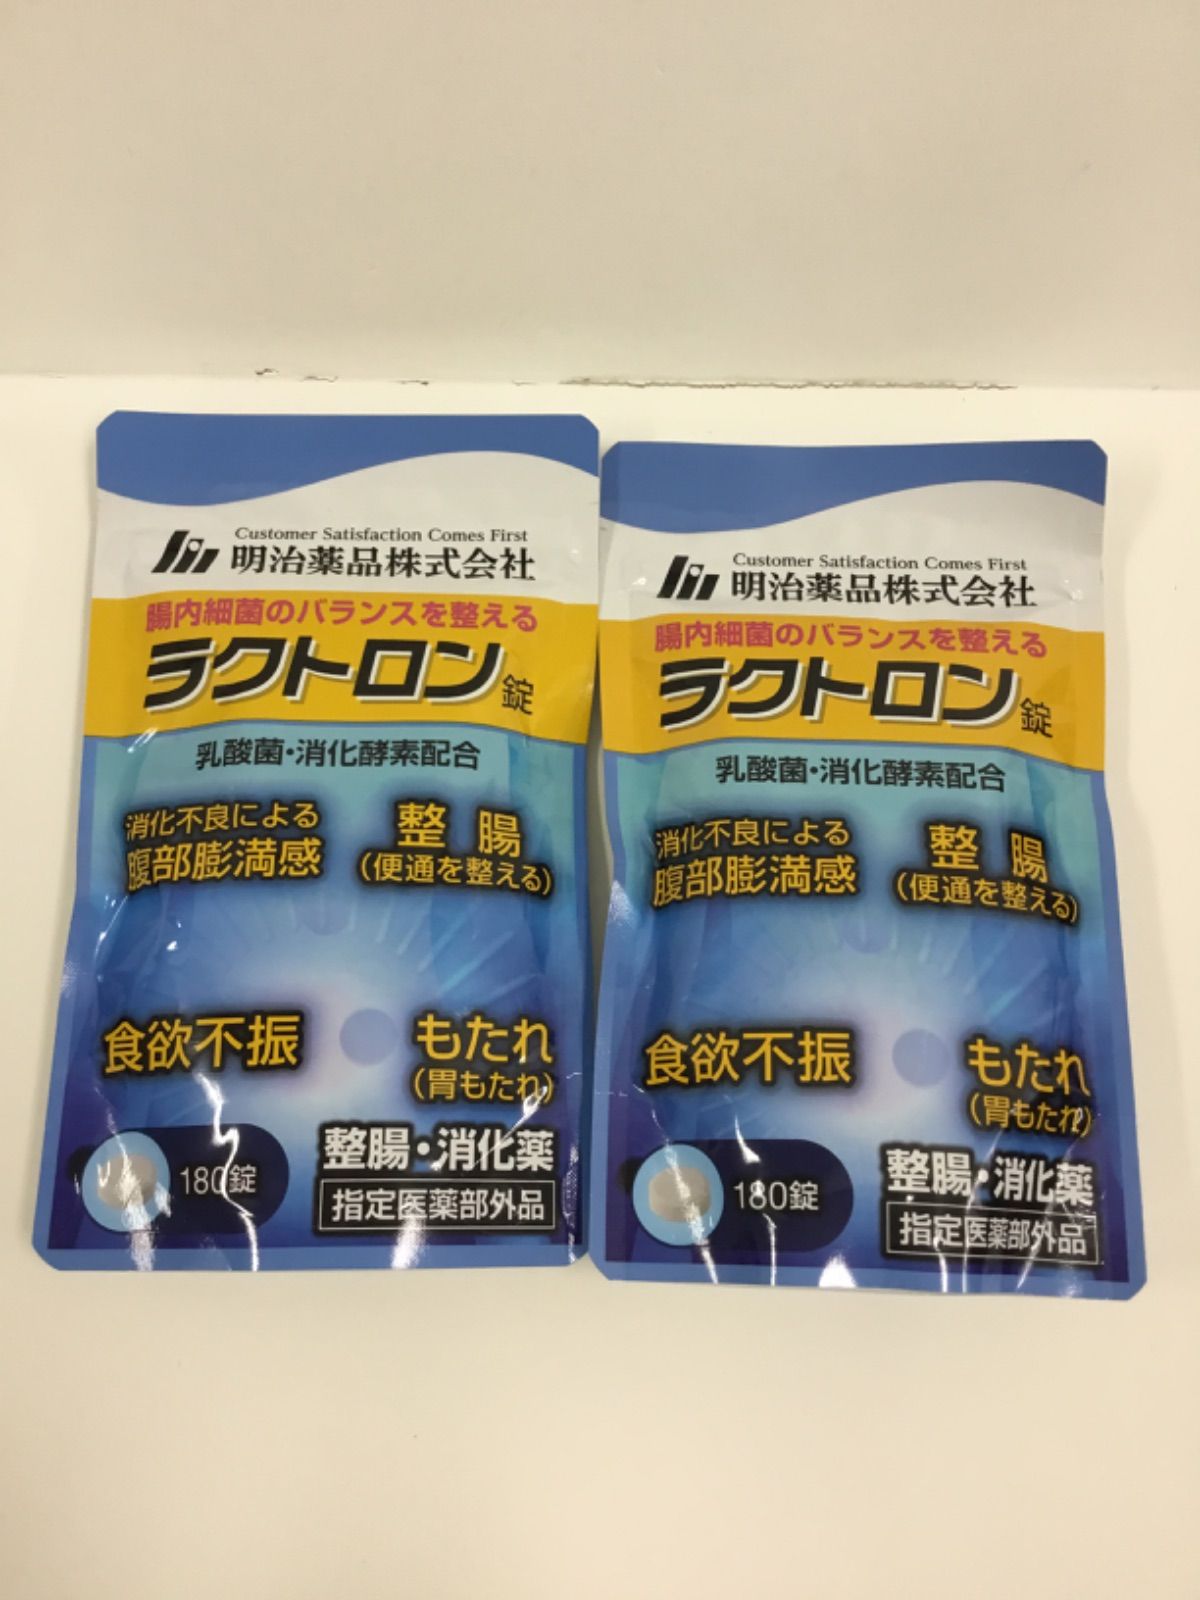 Customer Satisfaction Comes First
明治薬品株式会社
腸内細菌のバランスを整える
ラクトロン錠
乳酸菌・消化酵素配合
消化不良による
腹部膨満感
整腸
(便通を整える)
食欲不振
もたれ
(胃もたれ)
180錠
整腸・消化薬
指定医薬部外品
Customer Satisfaction Comes First
明治薬品株式会社
腸内細菌のバランスを整える
ラクトロン錠
乳酸菌・消化酵素配合
消化不良による
腹部膨満感
整腸
(便通を整える)
食欲不振
もたれ
(胃もたれ)
180錠
整腸・消化薬
指定医薬部外品